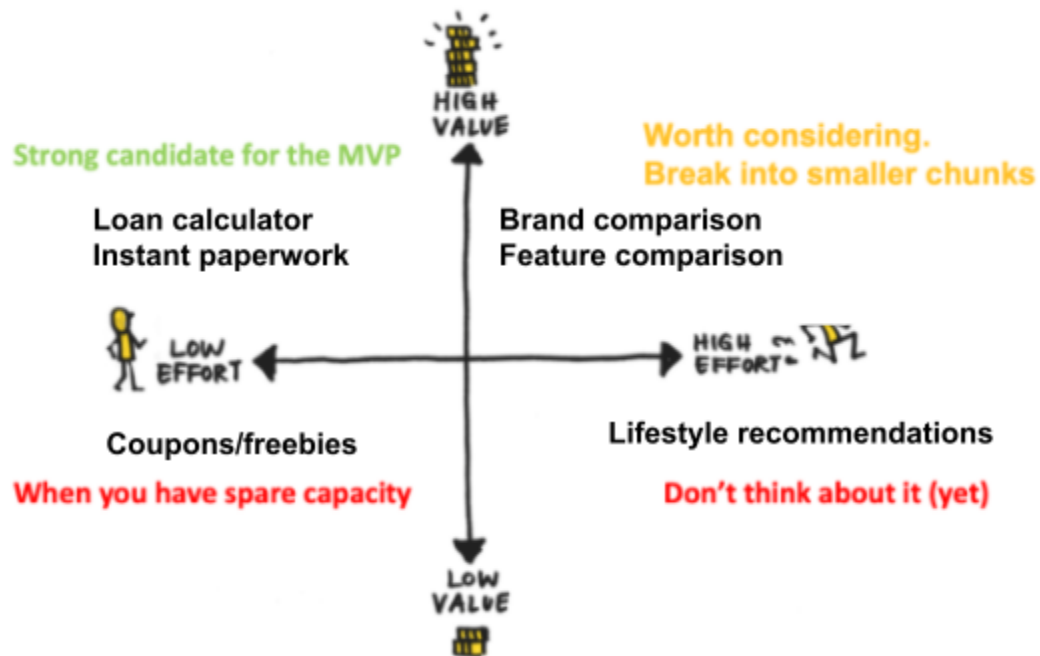 HIGH
VALUE
Strong candidate for the MVP
Worth considering.
Break into smaller chunks
Loan calculator
Instant paperwork
Brand comparison
Feature comparison
LOW
EFFORT
HIGH
EFFORT
Coupons/freebies
Lifestyle recommendations
When you have spare capacity
Don't think about it (yet)
LOW
VALUE